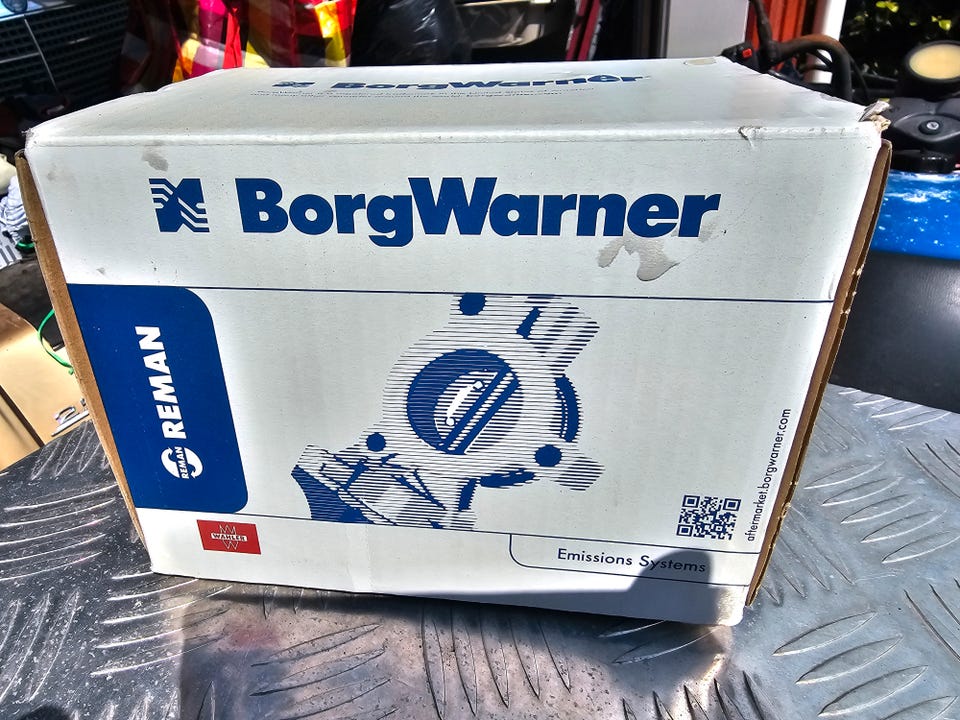 BorgWarner
BorgWarner
REMAN
REMAN
WAHLER
Emissions Systems
aftermarket.borgwarner.com